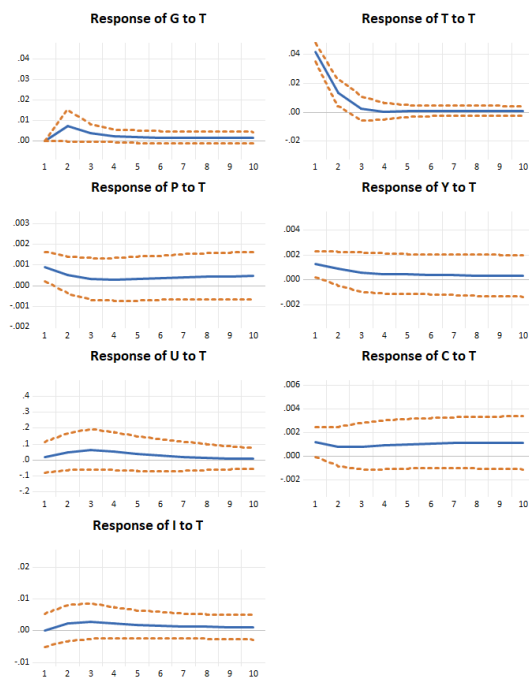 Response of G to T
Response of T to T
.04
.03
.02
.01
.00
1 2 3 4 5 6 7 8 9 10
.04
.02
.00
-.02
1 2 3 4 5 6 7 8 9 10
Response of P to T
Response of Y to T
.003
.002
.001
.000
-.001
-.002
1 2 3 4 5 6 7 8 9 10
.004
.002
.000
-.002
1 2 3 4 5 6 7 8 9 10
Response of U to T
Response of C to T
.4
.3
.2
.1
.0
-.1
-.2
1 2 3 4 5 6 7 8 9 10
.006
.004
.002
.000
-.002
1 2 3 4 5 6 7 8 9 10
Response of I to T
.02
.01
.00
-.01
1 2 3 4 5 6 7 8 9 10